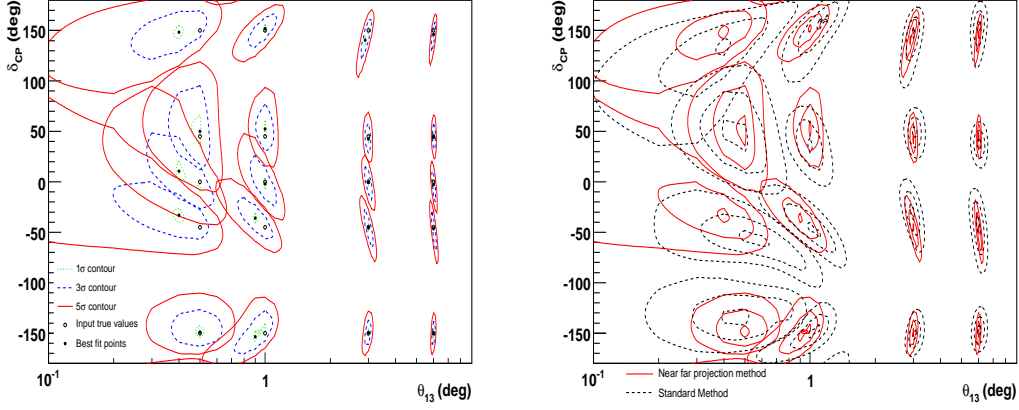 δCP (deg)
150
100
50
0
-50
-100
-150
1σ contour
3σ contour
5σ contour
Input true values
Best fit points
10-1
1
θ13 (deg)
δCP (deg)
150
100
50
0
-50
-100
-150
10-1
1
θ13 (deg)
Near far projection method
Standard Method